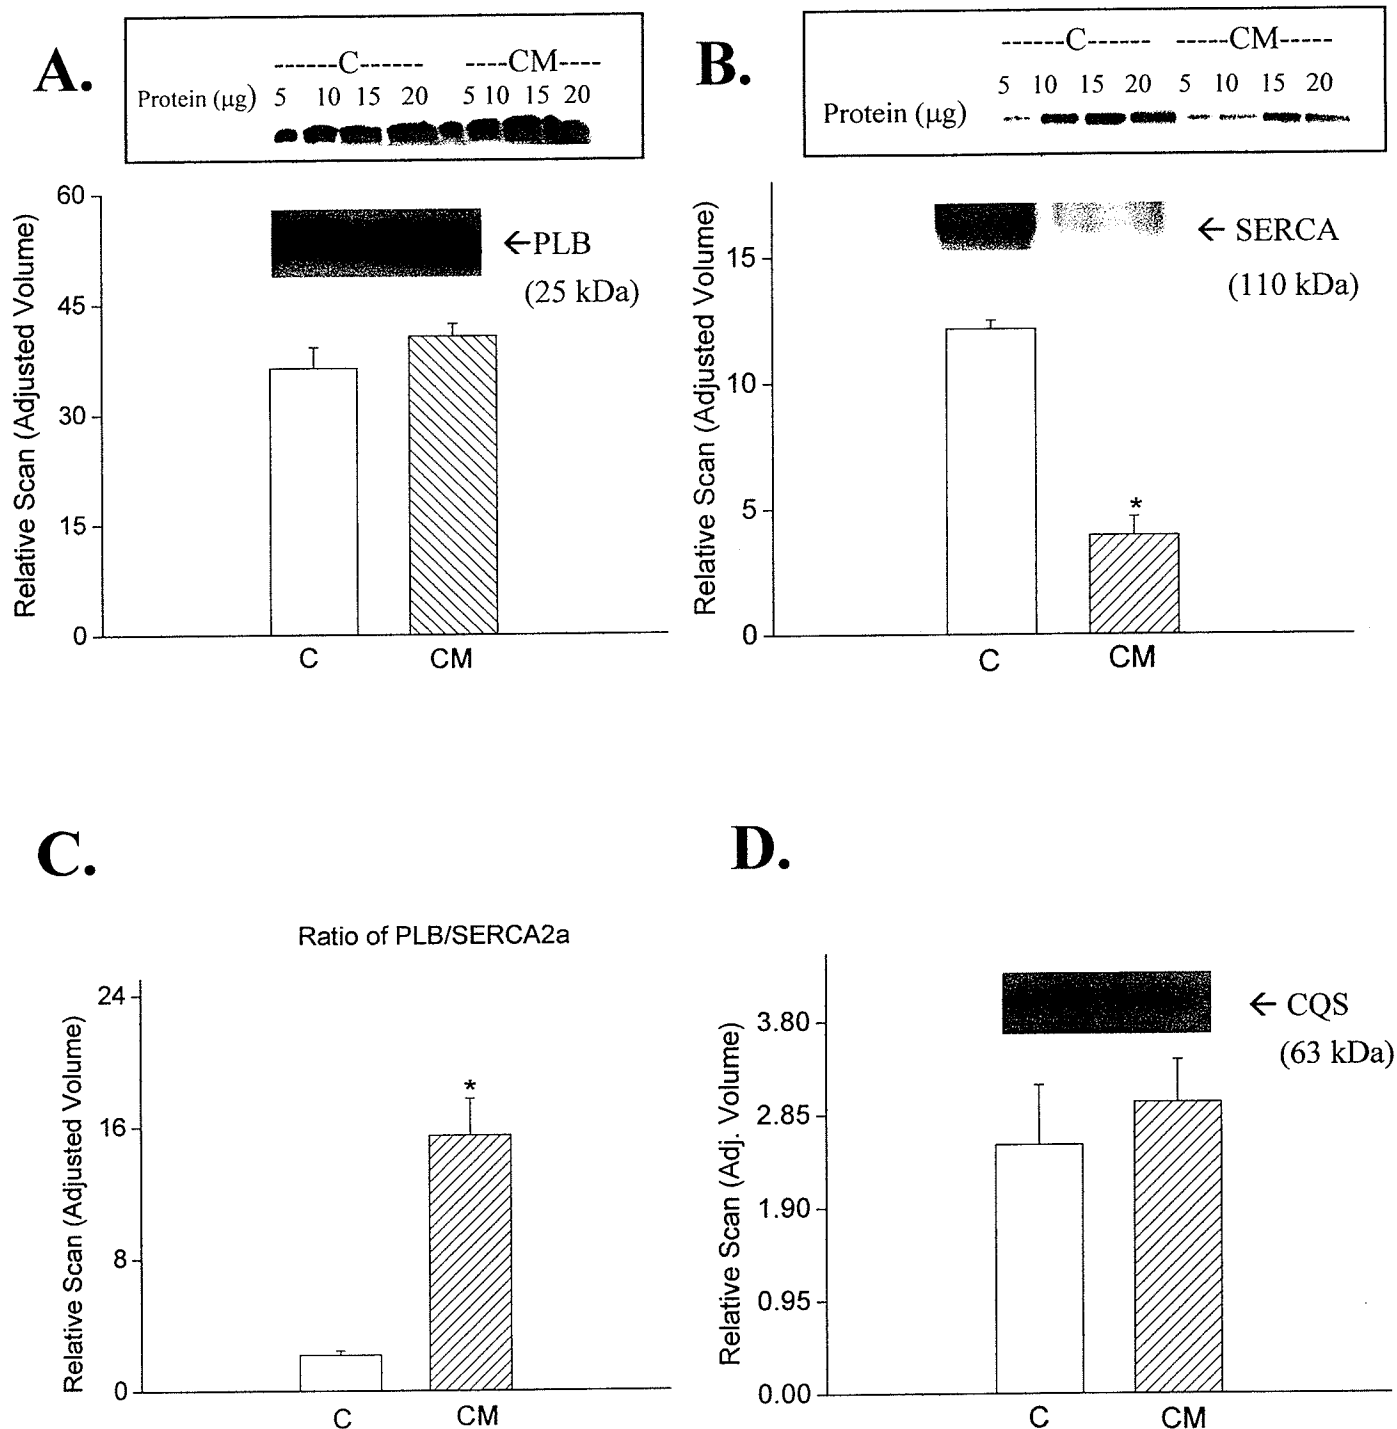 A.
------C------ ----CM----
Protein (μg) 5 10 15 20 5 10 15 20
Relative Scan (Adjusted Volume)
60
45
30
15
0
←PLB
(25 kDa)
C CM
B.
------C------ -----CM-----
5 10 15 20 5 10 15 20
Protein (μg)
Relative Scan (Adjusted Volume)
15
10
5
0
← SERCA
(110 kDa)
*
C CM
C.
Ratio of PLB/SERCA2a
Relative Scan (Adjusted Volume)
24
16
8
0
*
C CM
D.
Relative Scan (Adj. Volume)
3.80
2.85
1.90
0.95
0.00
← CQS
(63 kDa)
C CM